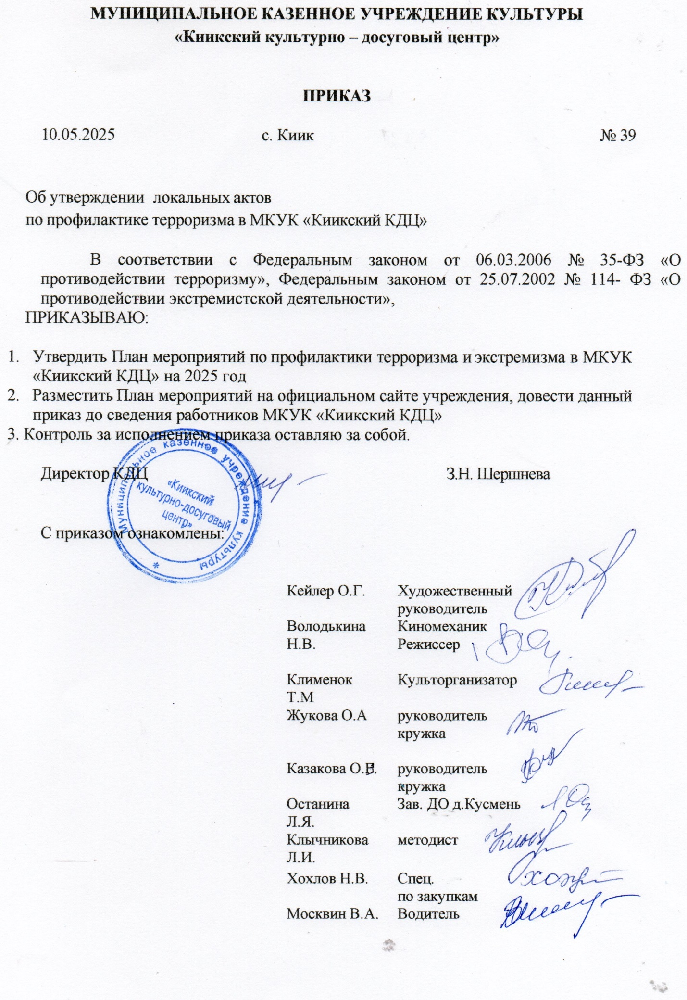 МУНИЦИПАЛЬНОЕ КАЗЕННОЕ УЧРЕЖДЕНИЕ КУЛЬТУРЫ
«Киикский культурно – досуговый центр»
ПРИКАЗ
10.05.2025 с. Киик № 39
Об утверждении локальных актов
по профилактике терроризма в МКУК «Киикский КДЦ»
В соответствии с Федеральным законом от 06.03.2006 № 35-ФЗ «О
противодействии терроризму», Федеральным законом от 25.07.2002 № 114- ФЗ «О
противодействии экстремистской деятельности»,
ПРИКАЗЫВАЮ:
1. Утвердить План мероприятий по профилактики терроризма и экстремизма в МКУК
«Киикский КДЦ» на 2025 год
2. Разместить План мероприятий на официальном сайте учреждения, довести данный
приказ до сведения работников МКУК «Киикский КДЦ»
3. Контроль за исполнением приказа оставляю за собой.
Директор КДЦ З.Н. Шершнева
Муниципальное казенное учреждение культуры *
«Киикский
культурно-досуговый
центр»
С приказом ознакомлены:
Кейлер О.Г. Художественный
руководитель
Володькина Киномеханик
Н.В. Режиссер
Клименок Культорганизатор
Т.М
Жукова О.А руководитель
кружка
Казакова О.В. руководитель
кружка
Останина Зав. ДО д.Кусмень
Л.Я.
Клычникова методист
Л.И.
Хохлов Н.В. Спец.
по закупкам
Москвин В.А. Водитель